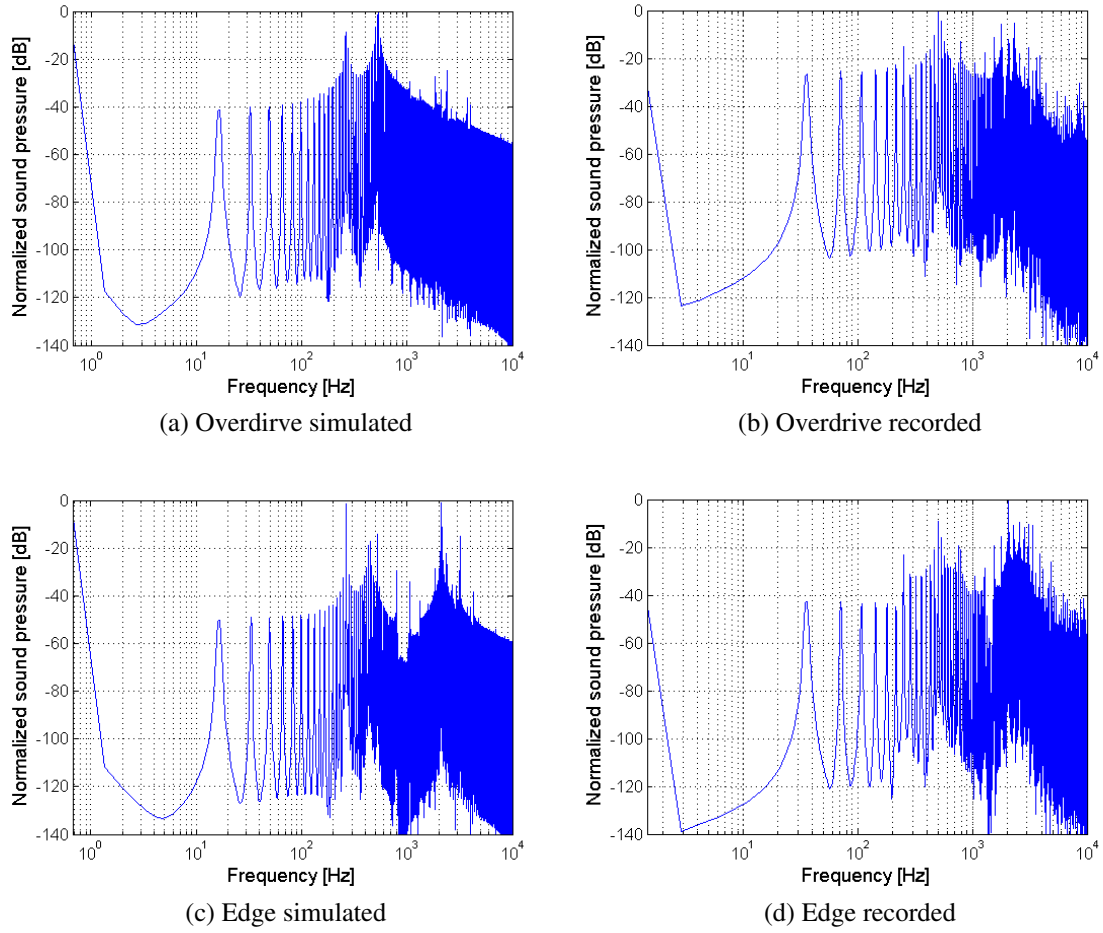 0
-20
-40
-60
-80
-100
-120
-140
Normalized sound pressure [dB]
10^0 10^1 10^2 10^3 10^4
Frequency [Hz]
(a) Overdirve simulated
0
-20
-40
-60
-80
-100
-120
-140
Normalized sound pressure [dB]
10^1 10^2 10^3 10^4
Frequency [Hz]
(b) Overdrive recorded
0
-20
-40
-60
-80
-100
-120
-140
Normalized sound pressure [dB]
10^0 10^1 10^2 10^3 10^4
Frequency [Hz]
(c) Edge simulated
0
-20
-40
-60
-80
-100
-120
-140
Normalized sound pressure [dB]
10^1 10^2 10^3 10^4
Frequency [Hz]
(d) Edge recorded